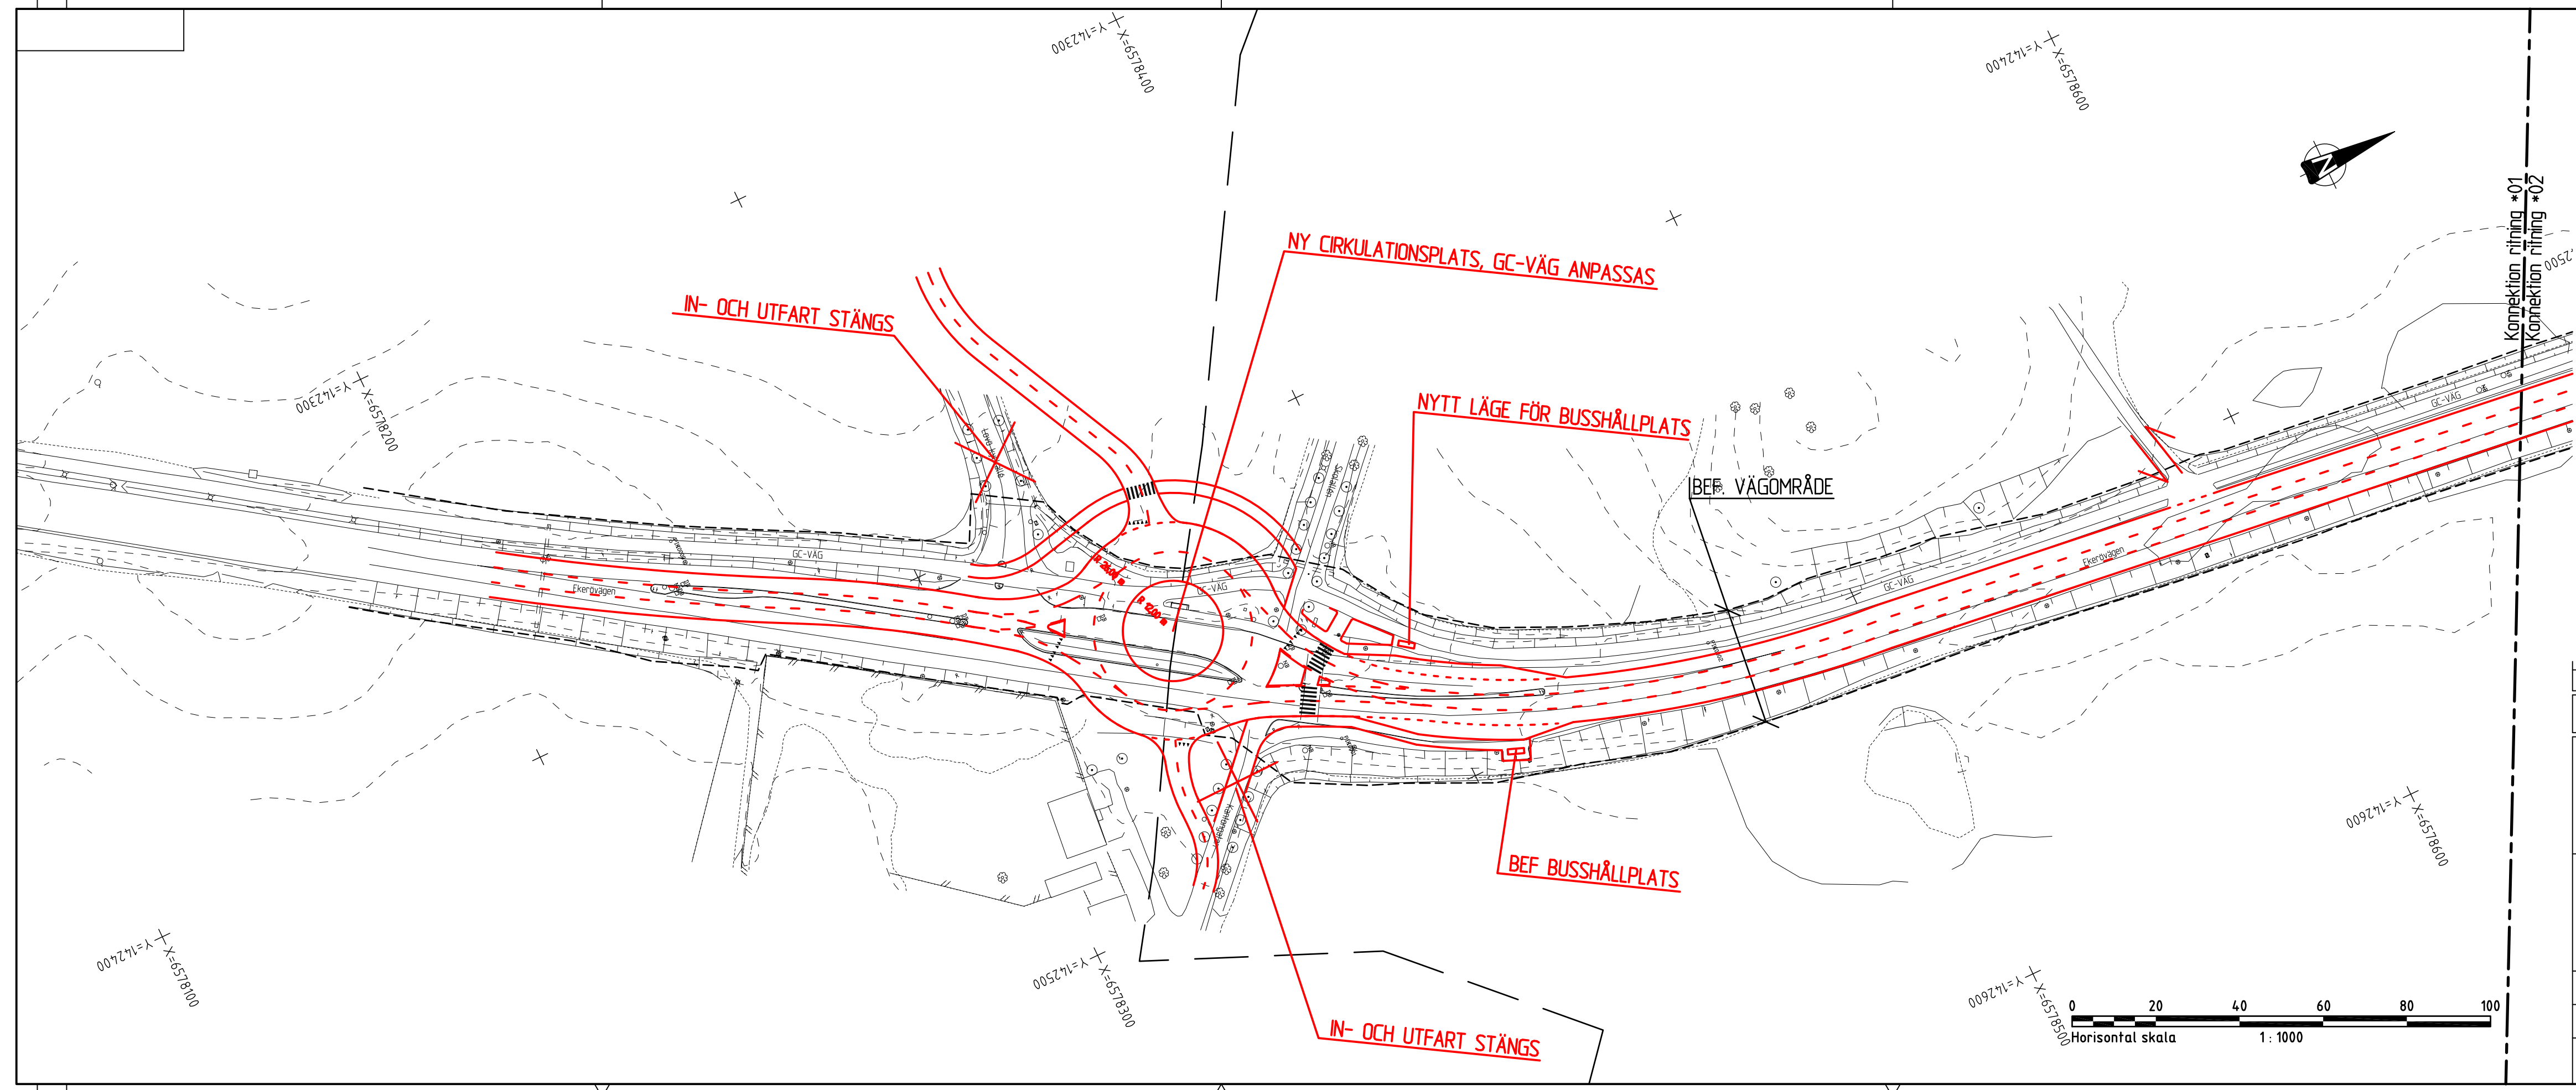 Y=142300
X=6578400
Y=142400
X=6578600
N
Konnektion ritning *01
Konnektion ritning *02
NY CIRKULATIONSPLATS, GC-VÄG ANPASSAS
IN- OCH UTFART STÄNGS
Y=142300
X=6578200
NYTT LÄGE FÖR BUSSHÅLLPLATS
BEF. VÄGOMRÅDE
GC-VÄG
GC-VÄG
GC-VÄG
GC-VÄG
Ekerövägen
Ekerövägen
R 12.00 m
BEF BUSSHÅLLPLATS
Y=142600
X=6578600
Y=142400
X=6578100
Y=142500
X=6578300
Y=142600
X=6578500
IN- OCH UTFART STÄNGS
0 20 40 60 80 100
Horisontal skala 1 : 1000